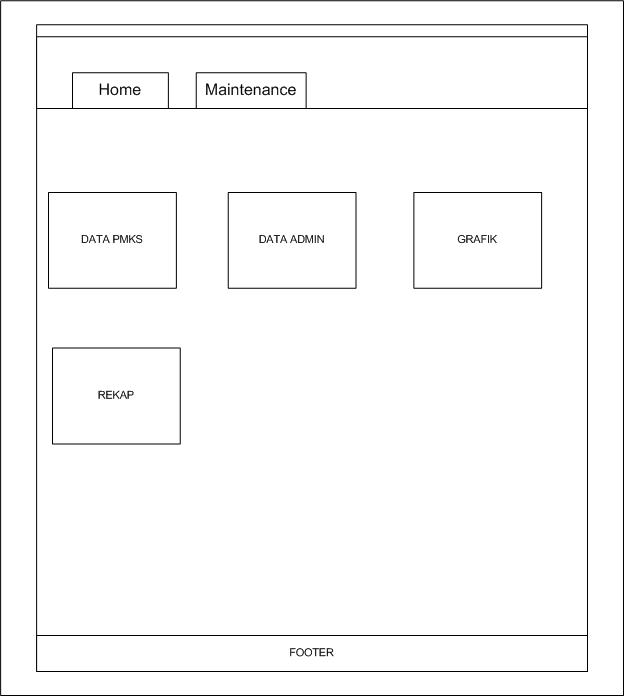 Home
Maintenance
DATA PMKS
DATA ADMIN
GRAFIK
REKAP
FOOTER